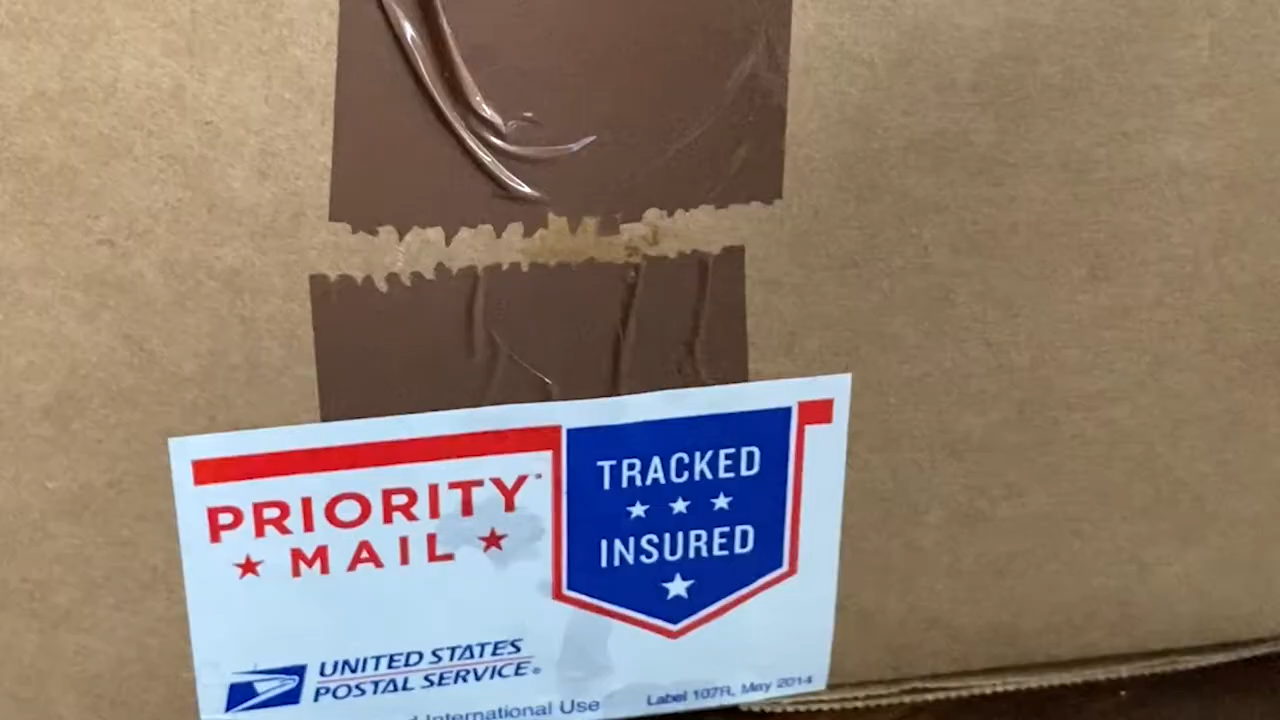 PRIORITY
MAIL
TRACKED
INSURED
UNITED STATES
POSTAL SERVICE®
International Use
Label 107R, May 2014